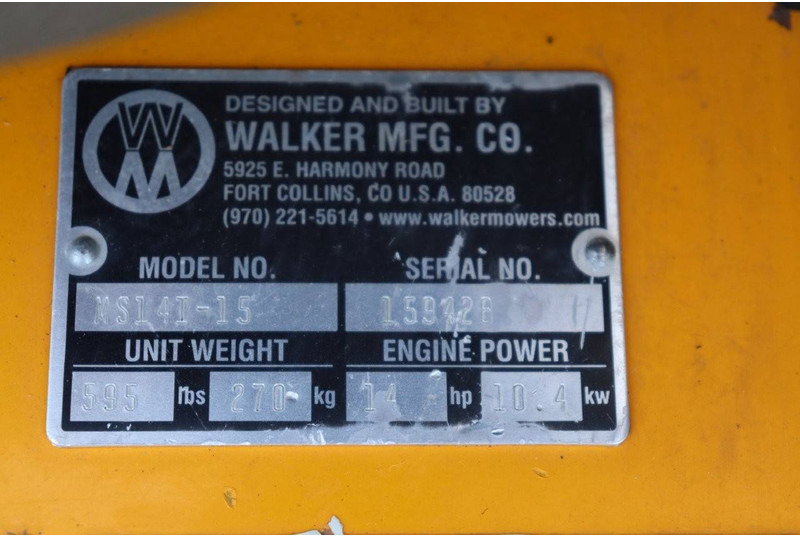 WM
DESIGNED AND BUILT BY
WALKER MFG. CO.
5925 E. HARMONY ROAD
FORT COLLINS, CO U.S.A. 80528
(970) 221-5614 • www.walkermowers.com
MODEL NO. SERIAL NO.
MS14I-15
UNIT WEIGHT ENGINE POWER
595 lbs 270 kg 14 hp 10.4 kw